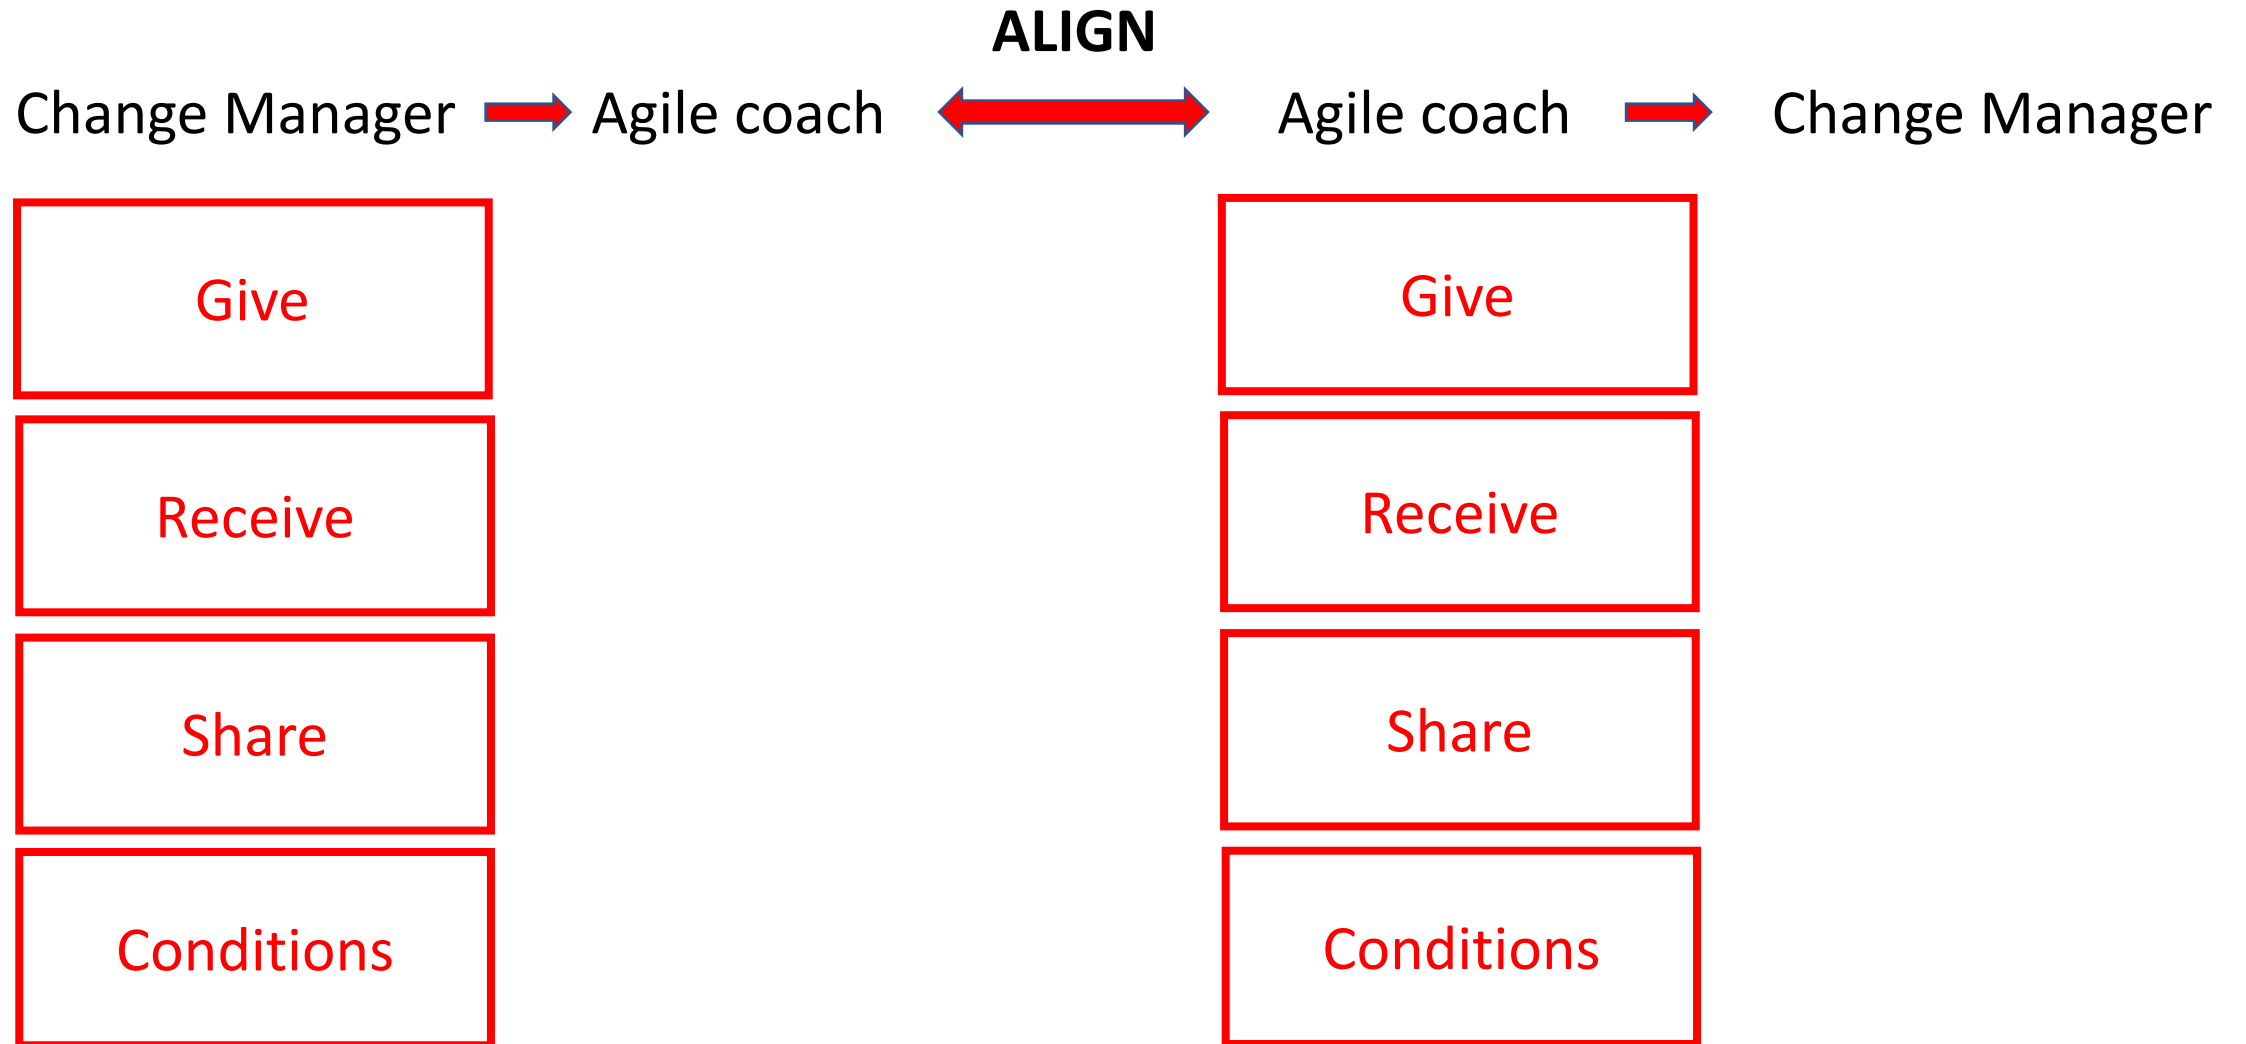 ALIGN
Change Manager Agile coach Agile coach Change Manager
Give Give
Receive Receive
Share Share
Conditions Conditions